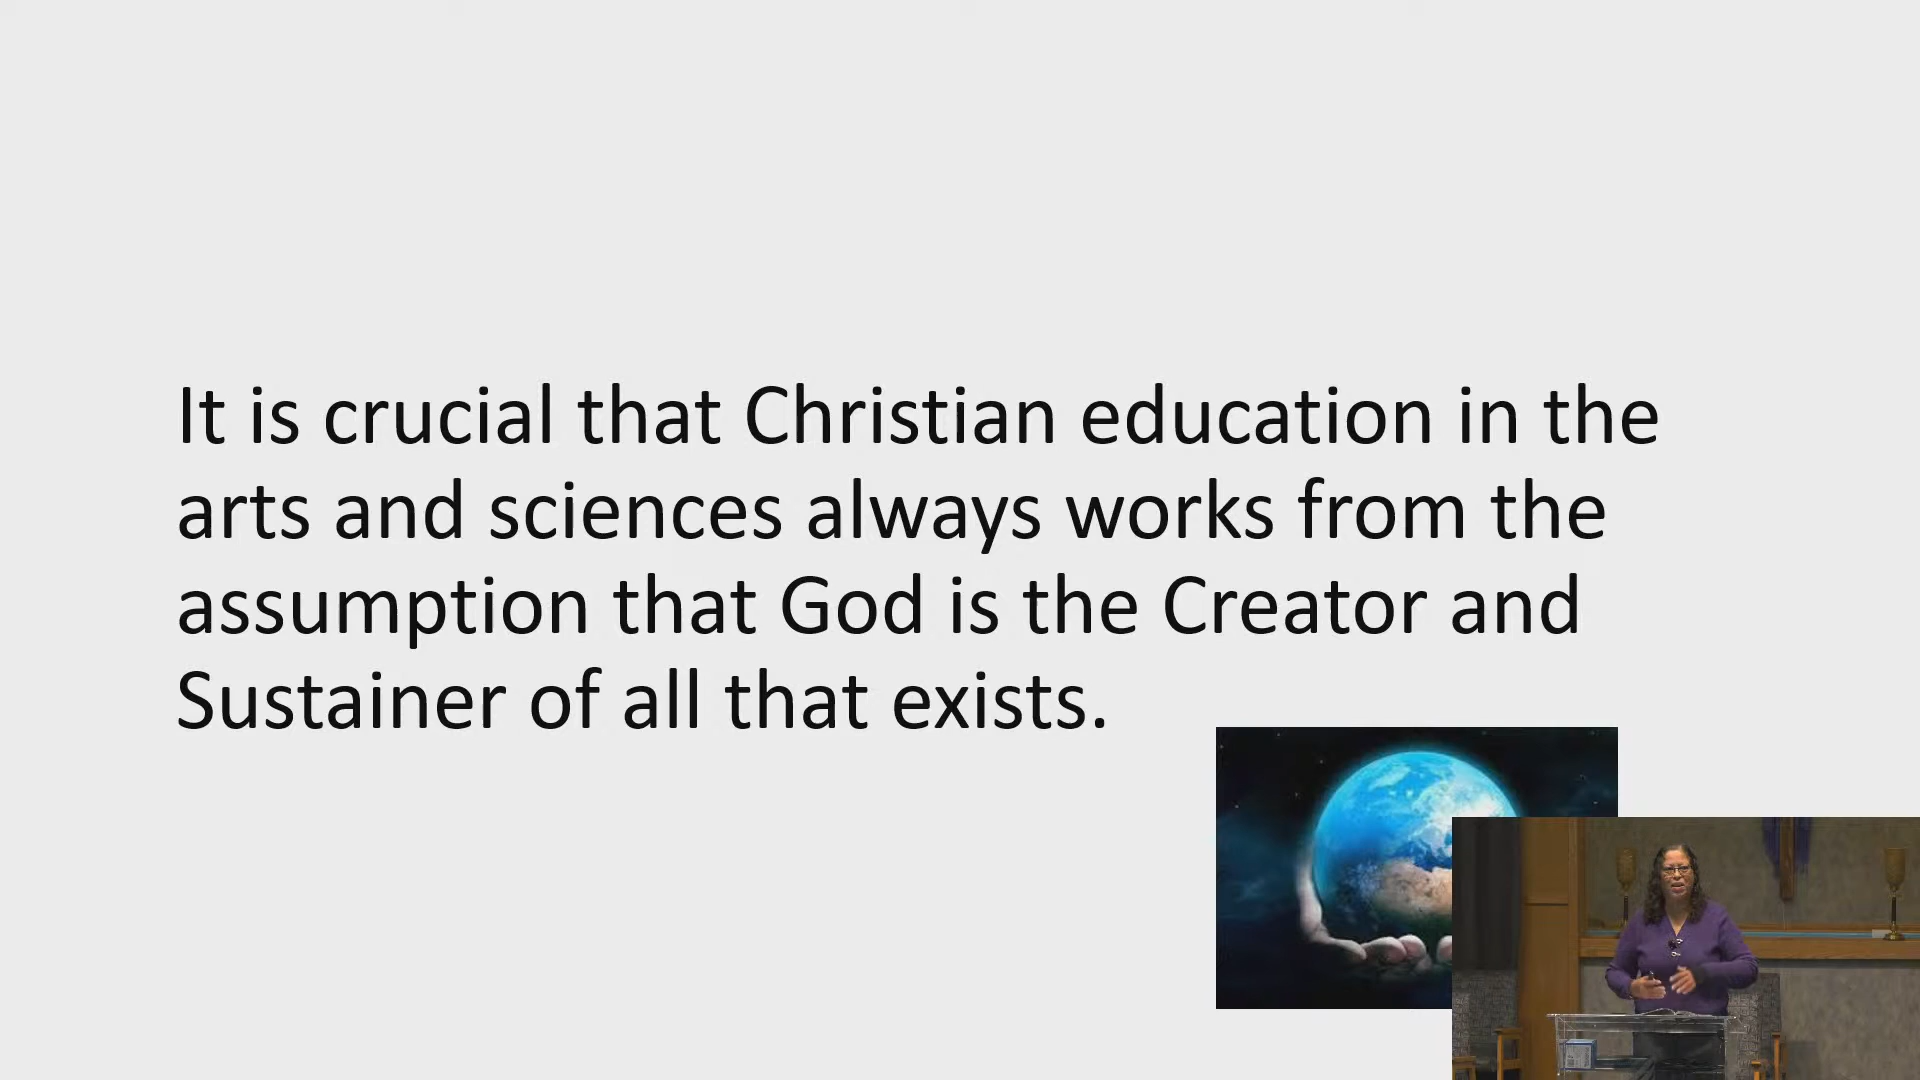 It is crucial that Christian education in the
arts and sciences always works from the
assumption that God is the Creator and
Sustainer of all that exists.